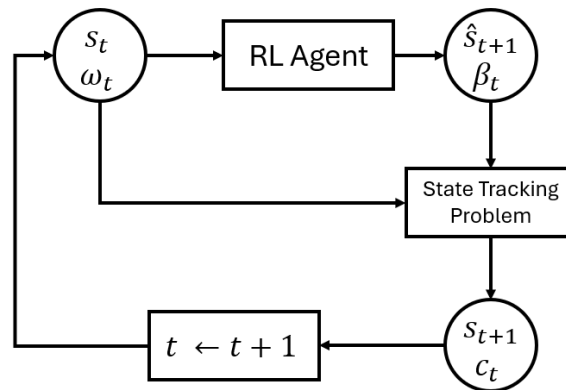 s_t
ω_t
RL Agent
ŝ_{t+1}
β_t
State Tracking
Problem
s_{t+1}
c_t
t ← t + 1